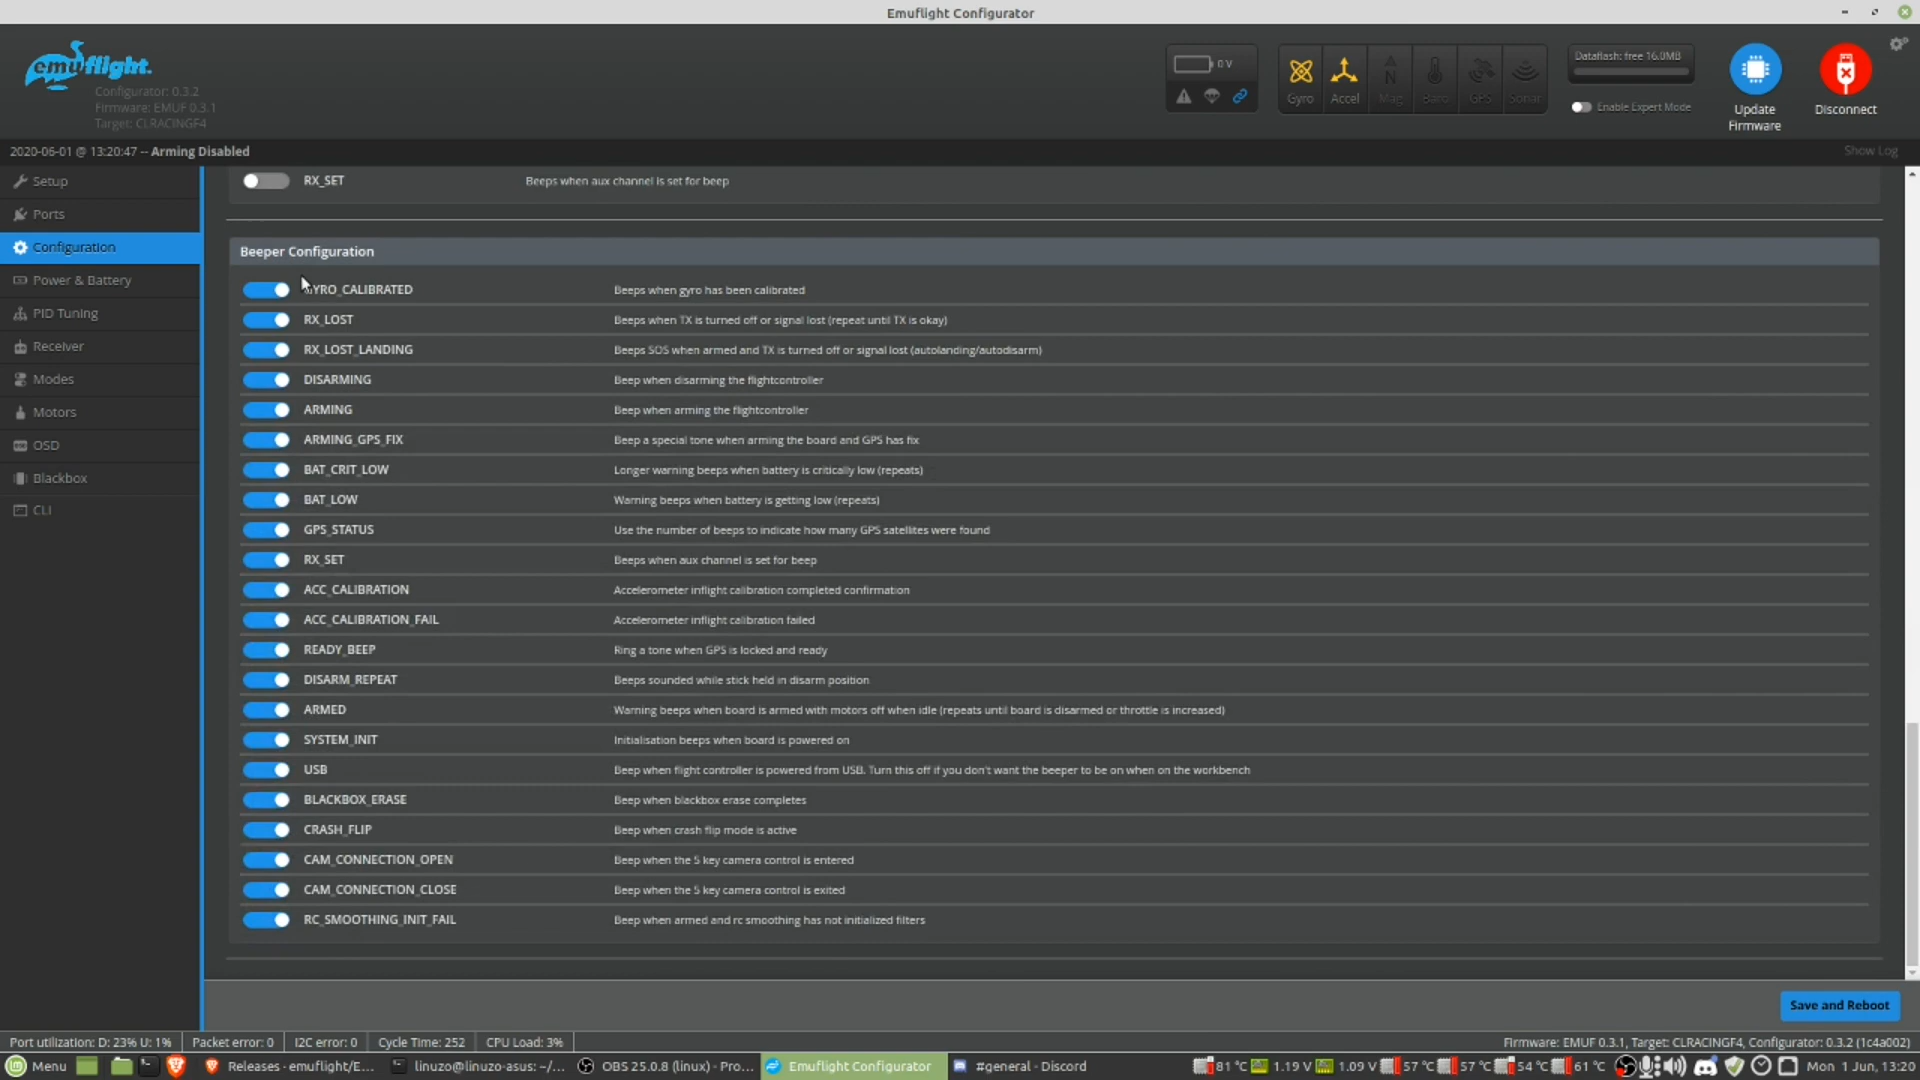 Emuflight Configurator
emuflight.
Configurator: 0.3.2
Firmware: EMUF 0.3.1
Target: CLRACINGF4
0 V
Gyro
Accel
Mag
Baro
GPS
Sonar
Dataflash: free 16.0MB
Enable Expert Mode
Update
Firmware
Disconnect
2020-06-01 @ 13:20:47 -- Arming Disabled
Show Log
Setup
Ports
Configuration
Power & Battery
PID Tuning
Receiver
Modes
Motors
OSD
Blackbox
CLI
RX_SET Beeps when aux channel is set for beep
Beeper Configuration
GYRO_CALIBRATED Beeps when gyro has been calibrated
RX_LOST Beeps when TX is turned off or signal lost (repeat until TX is okay)
RX_LOST_LANDING Beeps SOS when armed and TX is turned off or signal lost (autolanding/autodisarm)
DISARMING Beep when disarming the flightcontroller
ARMING Beep when arming the flightcontroller
ARMING_GPS_FIX Beep a special tone when arming the board and GPS has fix
BAT_CRIT_LOW Longer warning beeps when battery is critically low (repeats)
BAT_LOW Warning beeps when battery is getting low (repeats)
GPS_STATUS Use the number of beeps to indicate how many GPS satellites were found
RX_SET Beeps when aux channel is set for beep
ACC_CALIBRATION Accelerometer inflight calibration completed confirmation
ACC_CALIBRATION_FAIL Accelerometer inflight calibration failed
READY_BEEP Ring a tone when GPS is locked and ready
DISARM_REPEAT Beeps sounded while stick held in disarm position
ARMED Warning beeps when board is armed with motors off when idle (repeats until board is disarmed or throttle is increased)
SYSTEM_INIT Initialisation beeps when board is powered on
USB Beep when flight controller is powered from USB. Turn this off if you don't want the beeper to be on when on the workbench
BLACKBOX_ERASE Beep when blackbox erase completes
CRASH_FLIP Beep when crash flip mode is active
CAM_CONNECTION_OPEN Beep when the 5 key camera control is entered
CAM_CONNECTION_CLOSE Beep when the 5 key camera control is exited
RC_SMOOTHING_INIT_FAIL Beep when armed and rc smoothing has not initialized filters
Save and Reboot
Port utilization: D: 23% U: 1% Packet error: 0 I2C error: 0 Cycle Time: 252 CPU Load: 3% Firmware: EMUF 0.3.1, Target: CLRACINGF4, Configurator: 0.3.2 (1c4a002)
Menu Releases - emuflight/E... linuzo@linuzo-asus: ~/... OBS 25.0.8 (linux) - Pro... Emuflight Configurator #general - Discord 81 °C 1.19 V 1.09 V 57 °C 57 °C 54 °C 61 °C Mon 1 Jun, 13:20